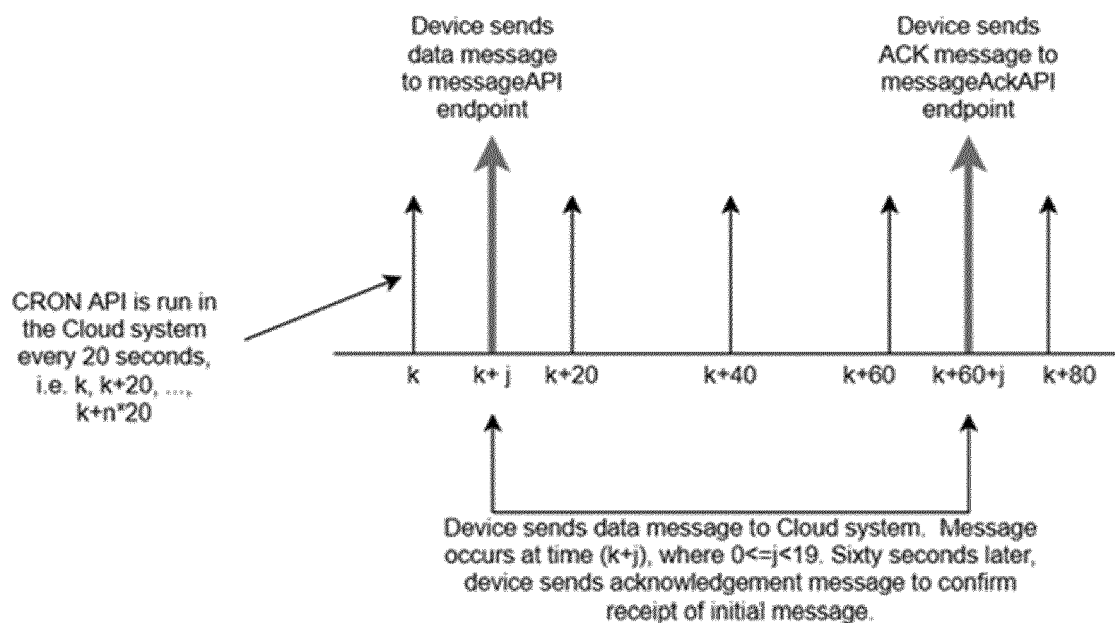 Device sends
data message
to messageAPI
endpoint
Device sends
ACK message to
messageAckAPI
endpoint
CRON API is run in
the Cloud system
every 20 seconds,
i.e. k, k+20, ...,
k+n*20
k
k+ j
k+20
k+40
k+60
k+60+j
k+80
Device sends data message to Cloud system. Message
occurs at time (k+j), where 0<=j<19. Sixty seconds later,
device sends acknowledgement message to confirm
receipt of initial message.